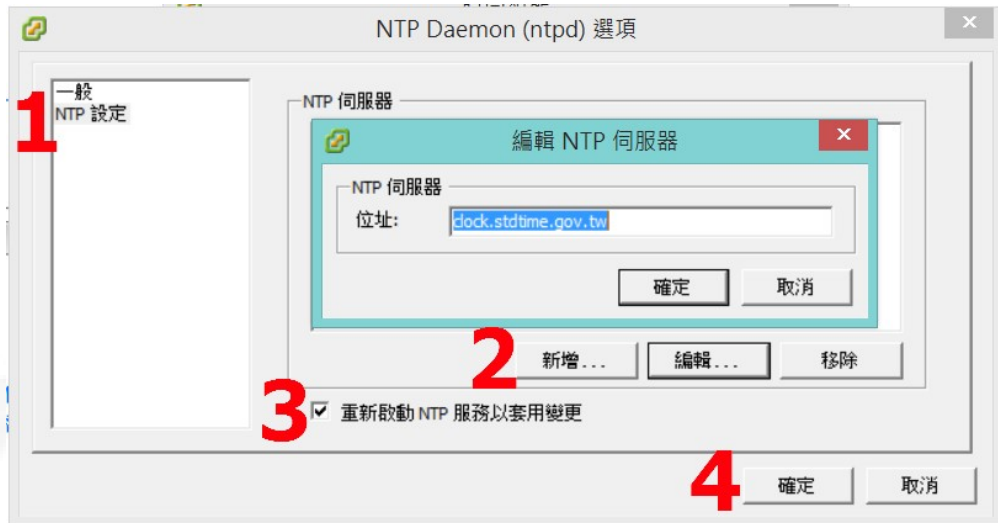 NTP Daemon (ntpd) 選項
一般
NTP 設定
1
NTP 伺服器
編輯 NTP 伺服器
NTP 伺服器
位址:
clock.stdtime.gov.tw
確定
取消
2
新增...
編輯...
移除
3
重新啟動 NTP 服務以套用變更
4
確定
取消